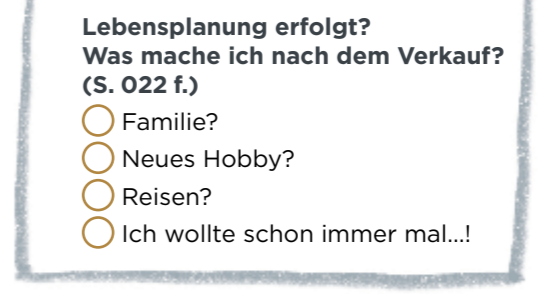 Lebensplanung erfolgt?
Was mache ich nach dem Verkauf?
(S. 022 f.)
Familie?
Neues Hobby?
Reisen?
Ich wollte schon immer mal...!